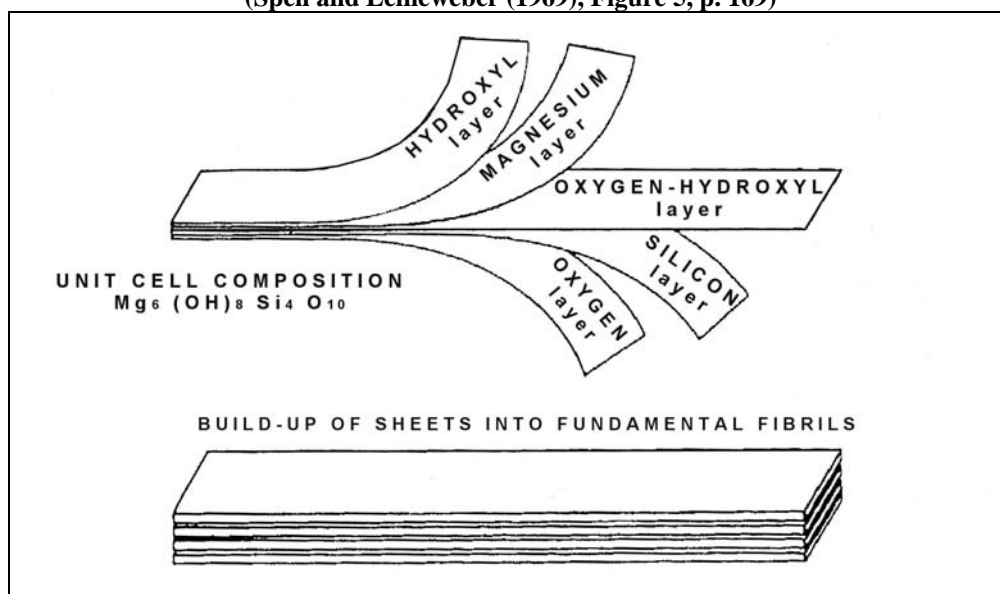 (Speil and Leineweber (1969), Figure 5, p. 169)
HYDROXYL
layer
MAGNESIUM
layer
OXYGEN-HYDROXYL
layer
SILICON
layer
OXYGEN
layer
UNIT CELL COMPOSITION
Mg₆ (OH)₈ Si₄ O₁₀
BUILD-UP OF SHEETS INTO FUNDAMENTAL FIBRILS